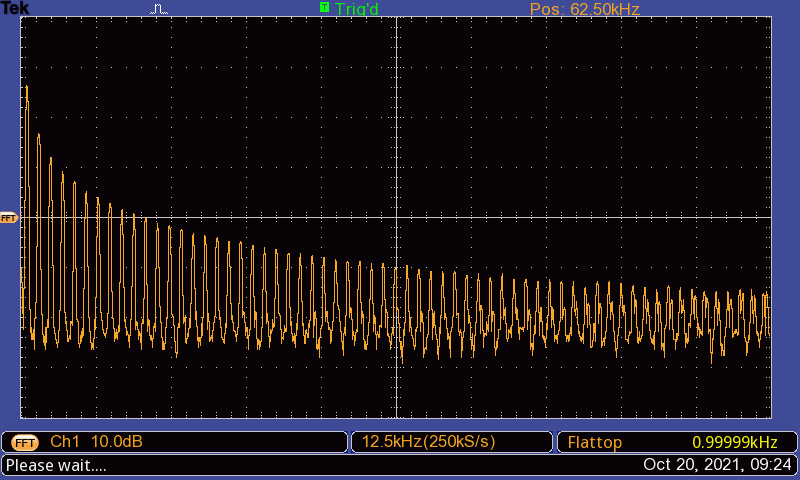 Tek T Trig'd Pos: 62.50kHz
FFT
FFT Ch1 10.0dB 12.5kHz(250kS/s) Flattop 0.99999kHz
Please wait.... Oct 20, 2021, 09:24